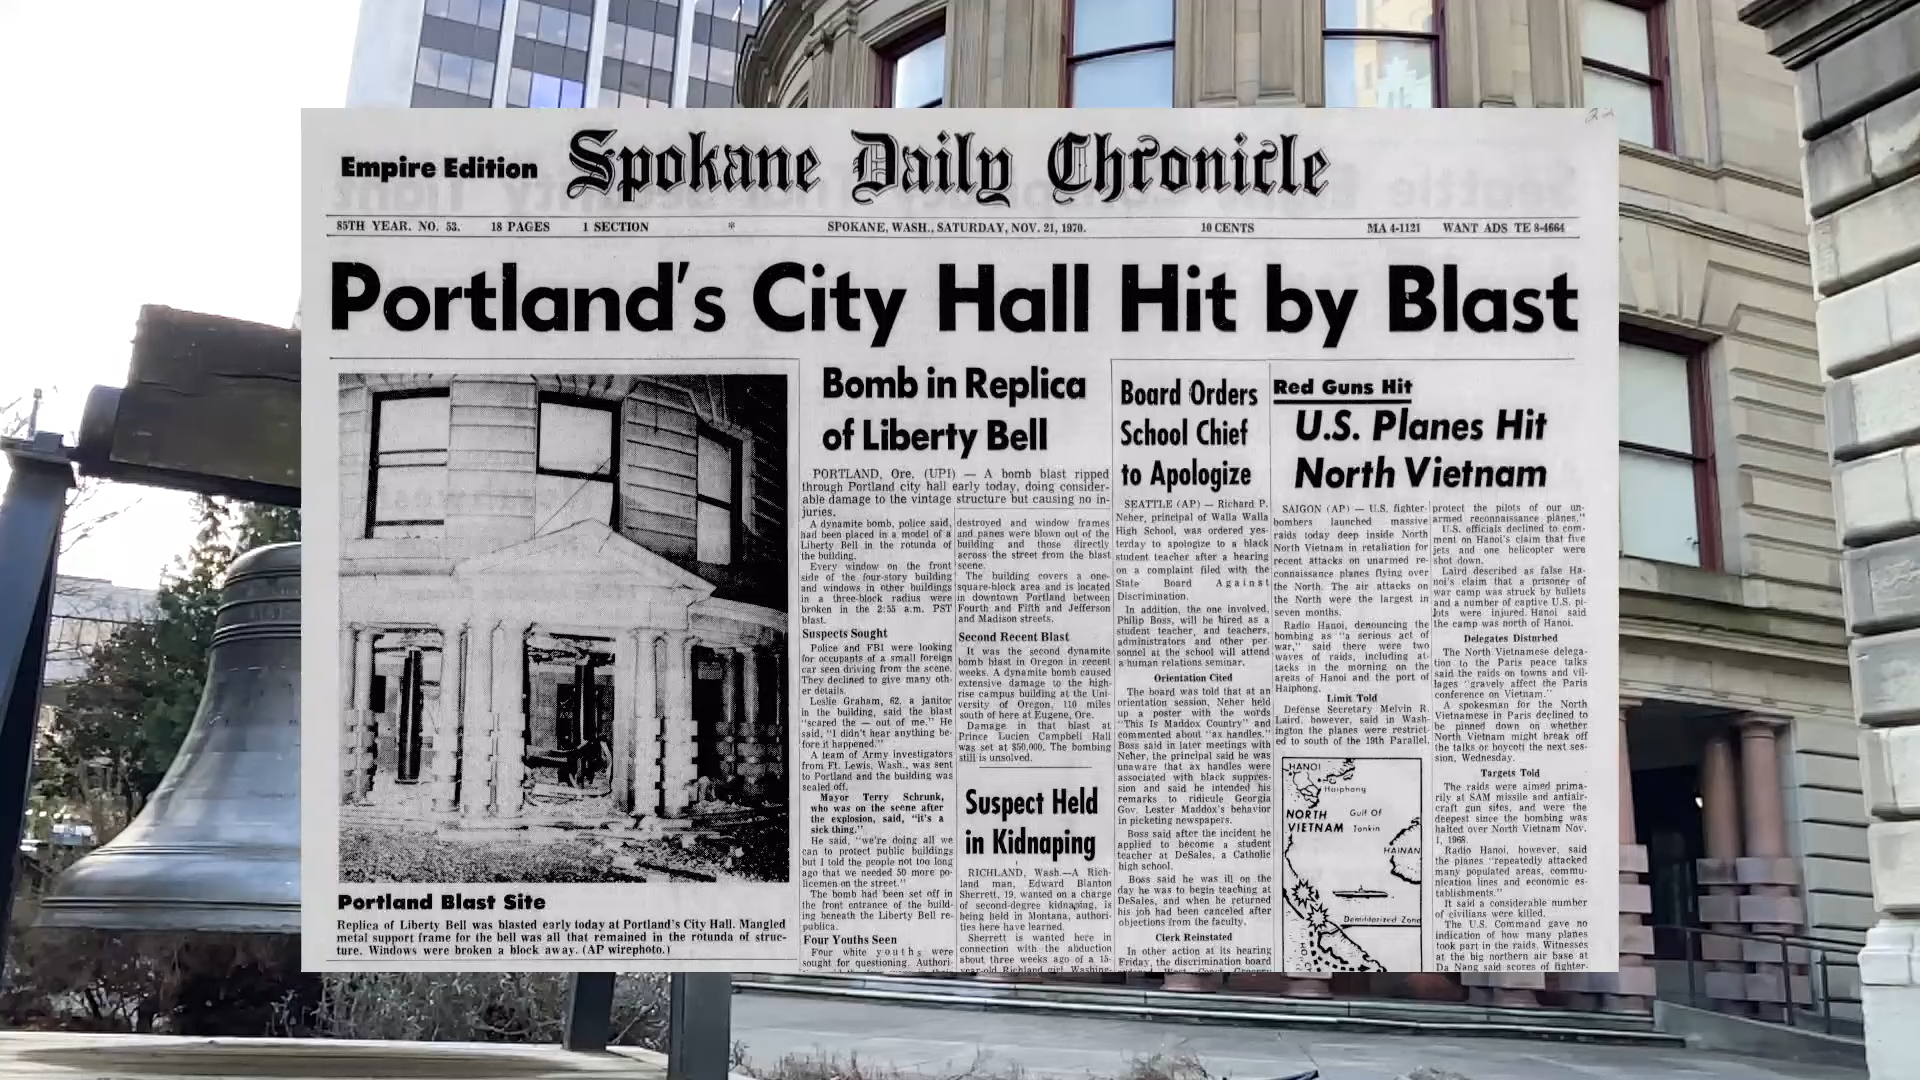 Empire Edition
Spokane Daily Chronicle
85TH YEAR. NO. 53. 18 PAGES 1 SECTION * SPOKANE, WASH., SATURDAY, NOV. 21, 1970. 10 CENTS MA 4-1121 WANT ADS TE 8-4664
Portland's City Hall Hit by Blast
Portland Blast Site
Replica of Liberty Bell was blasted early today at Portland's City Hall. Mangled
metal support frame for the bell was all that remained in the rotunda of struc-
ture. Windows were broken a block away. (AP wirephoto.)
Bomb in Replica
of Liberty Bell
PORTLAND, Ore. (UPI) — A bomb blast ripped
through Portland city hall early today, doing consider-
able damage to the vintage structure but causing no in-
juries.
A dynamite bomb, police said,
had been placed in a model of a
Liberty Bell in the rotunda of
the building.
Every window on the front
side of the four-story building
and windows in other buildings
in a three-block radius were
broken in the 2:55 a.m. PST
blast.
Suspects Sought
Police and FBI were looking
for occupants of a small foreign
car seen driving from the scene.
They declined to give many oth-
er details.
Leslie Graham, 62, a janitor
in the building, said the blast
"scared the — out of me." He
said, "I didn't hear anything be-
fore it happened."
A team of Army investigators
from Ft. Lewis, Wash., was sent
to Portland and the building was
sealed off.
Mayor Terry Schrunk,
who was on the scene after
the explosion, said, "it's a
sick thing."
He said, "we're doing all we
can to protect public buildings
but I told the people not too long
ago that we needed 50 more po-
licemen on the street."
The bomb had been set off in
the front entrance of the build-
ing beneath the Liberty Bell re-
publica.
Four Youths Seen
Four white youths were
sought for questioning. Authori-
destroyed and window frames
and panes were blown out of the
building and those directly
across the street from the blast
scene.
The building covers a one-
square-block area and is located
in downtown Portland between
Fourth and Fifth and Jefferson
and Madison streets.
Second Recent Blast
It was the second dynamite
bomb blast in Oregon in recent
weeks. A dynamite bomb caused
extensive damage to the high-
rise campus building at the Uni-
versity of Oregon, 110 miles
south of here at Eugene, Ore.
Damage in that blast at
Prince Lucien Campbell Hall
was set at $50,000. The bombing
still is unsolved.
Suspect Held
in Kidnaping
RICHLAND, Wash.—A Rich-
land man, Edward Blanton
Sherrett, 19, wanted on a charge
of second-degree kidnaping, is
being held in Montana, authori-
ties here have learned.
Sherrett is wanted here in
connection with the abduction
about three weeks ago of a 15-
year-old Richland girl. Washing-
Board Orders
School Chief
to Apologize
SEATTLE (AP) — Richard P.
Neher, principal of Walla Walla
High School, was ordered yes-
terday to apologize to a black
student teacher after a hearing
on a complaint filed with the
State Board Against
Discrimination.
In addition, the one involved,
Philip Boss, will be hired as a
student teacher, and teachers,
administrators and other per-
sonnel at the school will attend
a human relations seminar.
Orientation Cited
The board was told that at an
orientation session, Neher held
up a poster with the words
"This Is Maddox Country" and
commented about "ax handles."
Boss said in later meetings with
Neher, the principal said he was
unaware that ax handles were
associated with black suppres-
sion and said he intended his
remarks to ridicule Georgia
Gov. Lester Maddox's behavior
in picketing newspapers.
Boss said after the incident he
applied to become a student
teacher at DeSales, a Catholic
high school.
Boss said he was ill on the
day he was to begin teaching at
DeSales, and when he returned
his job had been canceled after
objections from the faculty.
Clerk Reinstated
In other action at its hearing
Friday, the discrimination board
Red Guns Hit
U.S. Planes Hit
North Vietnam
SAIGON (AP) — U.S. fighter-
bombers launched massive
raids today deep inside North
North Vietnam in retaliation for
recent attacks on unarmed re-
connaissance planes flying over
the North. The air attacks on
the North were the largest in
seven months.
Radio Hanoi, denouncing the
bombing as "a serious act of
war," said there were two
waves of raids, including at-
tacks in the morning on the
areas of Hanoi and the port of
Haiphong.
Limit Told
Defense Secretary Melvin R.
Laird, however, said in Wash-
ington the planes were restrict-
ed to south of the 19th Parallel.
HANOI
Haiphong
NORTH
VIETNAM
Gulf Of
Tonkin
HAINAN
Demilitarized Zone
protect the pilots of our un-
armed reconnaissance planes."
U.S. officials declined to com-
ment on Hanoi's claim that five
jets and one helicopter were
shot down.
Laird described as false Ha-
noi's claim that a prisoner of
war camp was struck by bullets
and a number of captive U.S. pi-
lots were injured. Hanoi said
the camp was north of Hanoi.
Delegates Disturbed
The North Vietnamese delega-
tion to the Paris peace talks
said the raids on towns and vil-
lages "gravely affect the Paris
conference on Vietnam."
A spokesman for the North
Vietnamese in Paris declined to
be pinned down on whether
North Vietnam might break off
the talks or boycott the next ses-
sion, Wednesday.
Targets Told
The raids were aimed prima-
rily at SAM missile and antiair-
craft gun sites, and were the
deepest since the bombing was
halted over North Vietnam Nov.
1, 1968.
Radio Hanoi, however, said
the planes "repeatedly attacked
many populated areas, commu-
nication lines and economic es-
tablishments."
It said a considerable number
of civilians were killed.
The U.S. Command gave no
indication of how many planes
took part in the raids. Witnesses
at the big northern air base at
Da Nang said scores of fighter-